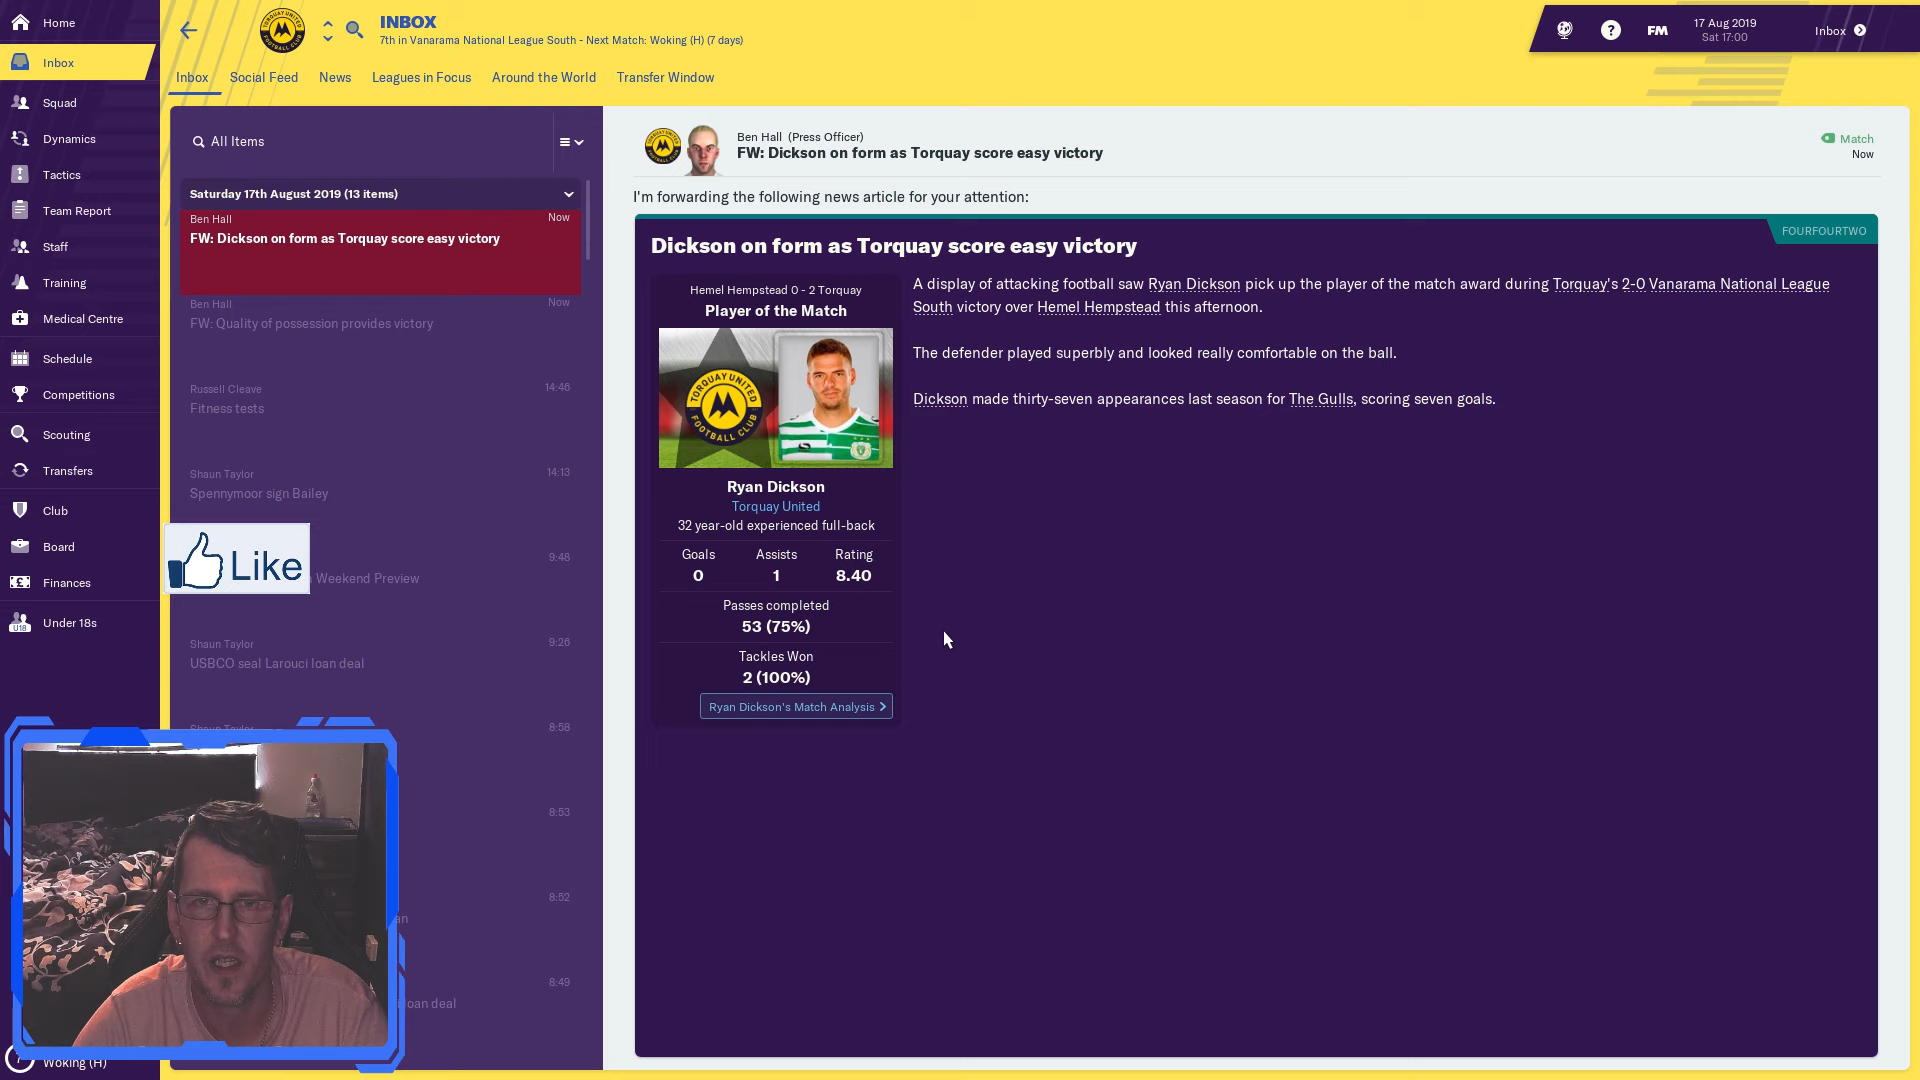 Home
Inbox
Squad
Dynamics
Tactics
Team Report
Staff
Training
Medical Centre
Schedule
Competitions
Scouting
Transfers
Club
Board
Finances
U18
Under 18s
Woking (H)
TORQUAY UNITED
FOOTBALL CLUB
INBOX
7th in Vanarama National League South - Next Match: Woking (H) (7 days)
?
FM
17 Aug 2019
Sat 17:00
Inbox
Inbox
Social Feed
News
Leagues in Focus
Around the World
Transfer Window
All Items
Saturday 17th August 2019 (13 items)
Ben Hall
Now
FW: Dickson on form as Torquay score easy victory
Ben Hall
Now
FW: Quality of possession provides victory
Russell Cleave
14:46
Fitness tests
Shaun Taylor
14:13
Spennymoor sign Bailey
Like
9:48
Weekend Preview
Shaun Taylor
9:26
USBCO seal Larouci loan deal
Shaun Taylor
8:58
8:53
8:52
an
8:49
loan deal
Ben Hall (Press Officer)
FW: Dickson on form as Torquay score easy victory
Match
Now
I'm forwarding the following news article for your attention:
Dickson on form as Torquay score easy victory
FOURFOURTWO
Hemel Hempstead 0 - 2 Torquay
Player of the Match
TORQUAY UNITED
FOOTBALL CLUB
Ryan Dickson
Torquay United
32 year-old experienced full-back
Goals Assists Rating
0 1 8.40
Passes completed
53 (75%)
Tackles Won
2 (100%)
Ryan Dickson's Match Analysis
A display of attacking football saw Ryan Dickson pick up the player of the match award during Torquay's 2-0 Vanarama National League
South victory over Hemel Hempstead this afternoon.
The defender played superbly and looked really comfortable on the ball.
Dickson made thirty-seven appearances last season for The Gulls, scoring seven goals.